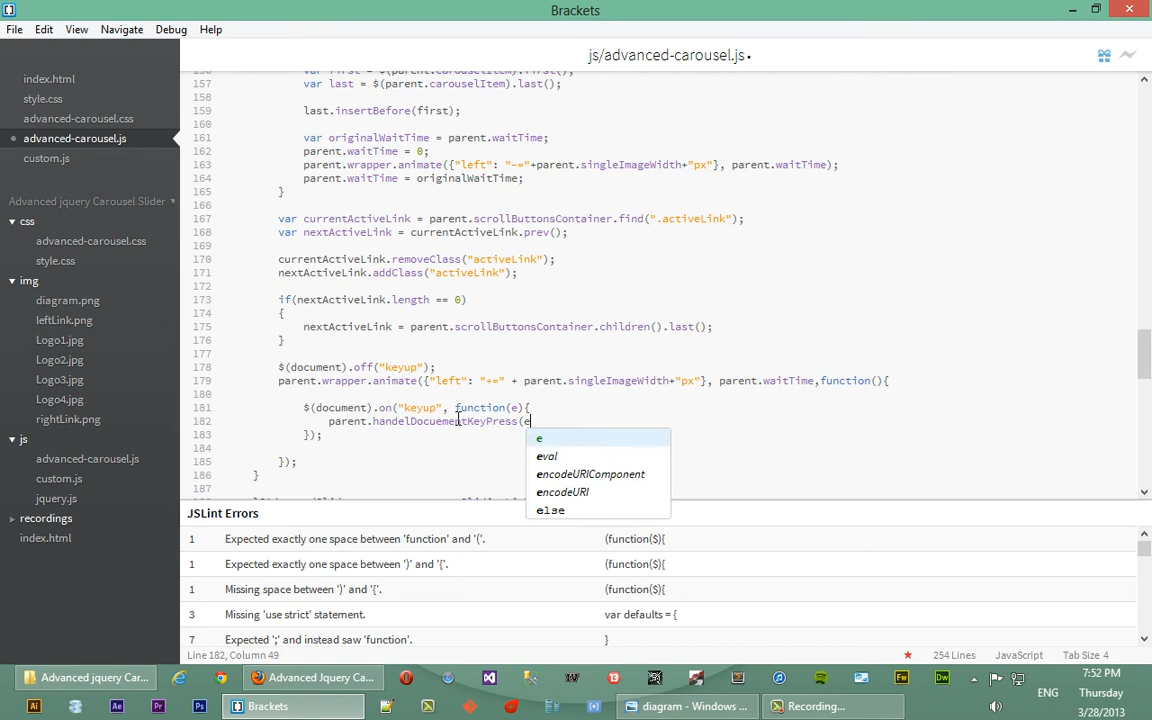 Brackets
File Edit View Navigate Debug Help
js/advanced-carousel.js •
index.html
style.css
advanced-carousel.css
advanced-carousel.js
custom.js
Advanced jquery Carousel Slider
css
advanced-carousel.css
style.css
img
diagram.png
leftLink.png
Logo1.jpg
Logo2.jpg
Logo3.jpg
Logo4.jpg
rightLink.png
js
advanced-carousel.js
custom.js
jquery.js
recordings
index.html
156 var first = $(parent.carouselItem).first();
157 var last = $(parent.carouselItem).last();
158
159 last.insertBefore(first);
160
161 var originalWaitTime = parent.waitTime;
162 parent.waitTime = 0;
163 parent.wrapper.animate({"left": "-="+parent.singleImageWidth+"px"}, parent.waitTime);
164 parent.waitTime = originalWaitTime;
165 }
166
167 var currentActiveLink = parent.scrollButtonsContainer.find(".activeLink");
168 var nextActiveLink = currentActiveLink.prev();
169
170 currentActiveLink.removeClass("activeLink");
171 nextActiveLink.addClass("activeLink");
172
173 if(nextActiveLink.length == 0)
174 {
175 nextActiveLink = parent.scrollButtonsContainer.children().last();
176 }
177
178 $(document).off("keyup");
179 parent.wrapper.animate({"left": "+=" + parent.singleImageWidth+"px"}, parent.waitTime,function(){
180
181 $(document).on("keyup", function(e){
182 parent.handelDocuementKeyPress(e
183 });
184
185 });
186 }
187
e
eval
encodeURIComponent
encodeURI
else
JSLint Errors
1 Expected exactly one space between 'function' and '('. (function($){
1 Expected exactly one space between ')' and '{'. (function($){
1 Missing space between ')' and '{'. (function($){
3 Missing 'use strict' statement. var defaults = {
7 Expected ';' and instead saw 'function'. }
Line 182, Column 49 254 Lines JavaScript Tab Size 4
Advanced jquery Car... Advanced Jquery Ca... 7:52 PM
Brackets diagram - Windows ... Recording... ENG Thursday
3/28/2013